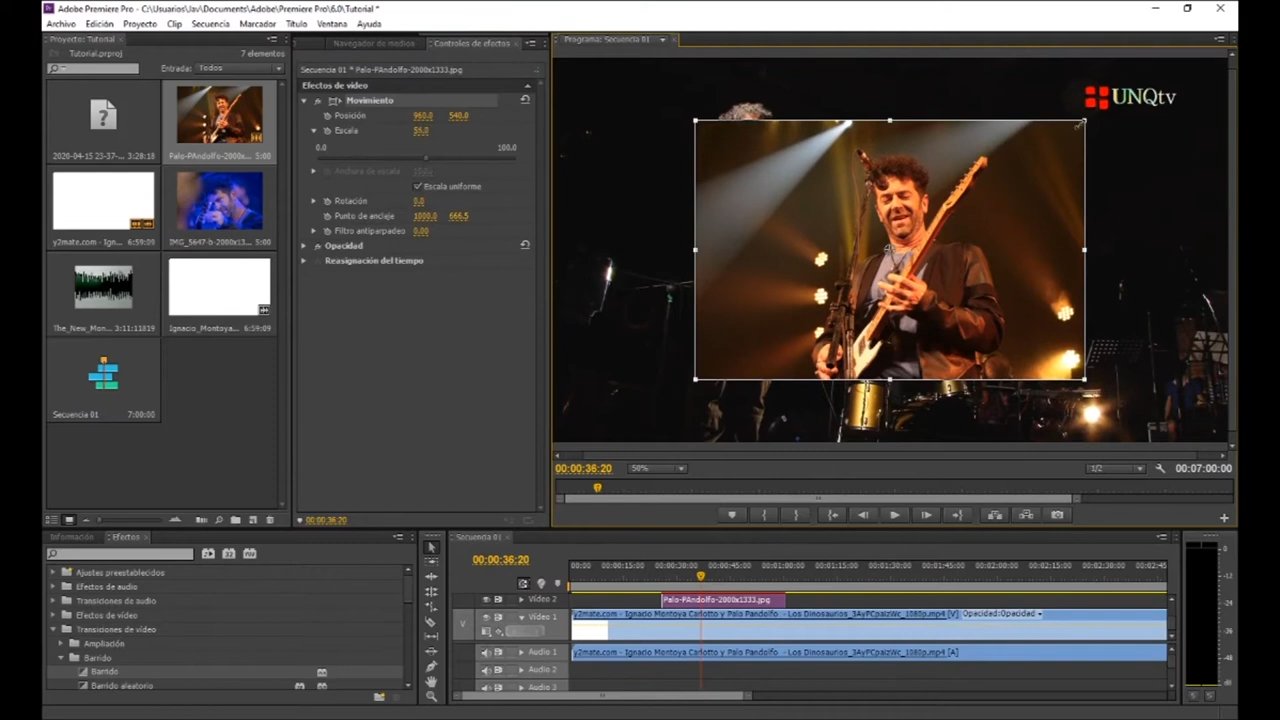 Adobe Premiere Pro - C:\Usuarios\Jav\Documents\Adobe\Premiere Pro\6.0\Tutorial *
Archivo Edición Proyecto Clip Secuencia Marcador Título Ventana Ayuda
Proyecto: Tutorial
Tutorial.prproj
7 elementos
Entrada: Todos
2020-04-15 23-37-... 3:28:18
Palo-PAndolfo-2000x... 5:00
y2mate.com - Ign... 6:59:09
IMG_5647-b-2000x13... 5:00
The_New_Mon... 3:11:11819
Ignacio_Montoya... 6:59:09
Secuencia 01 7:00:00
Navegador de medios
Controles de efectos
Secuencia 01 * Palo-PAndolfo-2000x1333.jpg
Efectos de vídeo
Movimiento
Posición 960.0 540.0
Escala 56.0
0.0 100.0
Anchura de escala
Escala uniforme
Rotación 0.0
Punto de anclaje 1000.0 666.5
Filtro antiparpadeo 0.00
Opacidad
Reasignación del tiempo
00:00:36:20
Programa: Secuencia 01
UNQtv
00:00:36:20 50% 1/2 00:07:00:00
Información Efectos
Ajustes preestablecidos
Efectos de audio
Transiciones de audio
Efectos de vídeo
Transiciones de vídeo
Ampliación
Barrido
Barrido
Barrido aleatorio
Secuencia 01
00:00:36:20
00:00 00:00:15:00 00:00:30:00 00:00:45:00 00:01:00:00 00:01:15:00 00:01:30:00 00:01:45:00 00:02:00:00 00:02:15:00 00:02:30:00 00:02:45
Vídeo 2 Palo-PAndolfo-2000x1333.jpg
Vídeo 1 y2mate.com - Ignacio Montoya Carlotto y Palo Pandolfo - Los Dinosaurios_3AyFCpaIzWc_1080p.mp4 [V] Opacidad:Opacidad
V
Audio 1 y2mate.com - Ignacio Montoya Carlotto y Palo Pandolfo - Los Dinosaurios_3AyFCpaIzWc_1080p.mp4 [A]
Audio 2
Audio 3